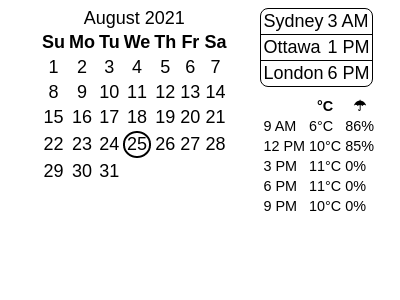 August 2021
Su Mo Tu We Th Fr Sa
1 2 3 4 5 6 7
8 9 10 11 12 13 14
15 16 17 18 19 20 21
22 23 24 25 26 27 28
29 30 31
Sydney 3 AM
Ottawa 1 PM
London 6 PM
°C ☂
9 AM 6°C 86%
12 PM 10°C 85%
3 PM 11°C 0%
6 PM 11°C 0%
9 PM 10°C 0%